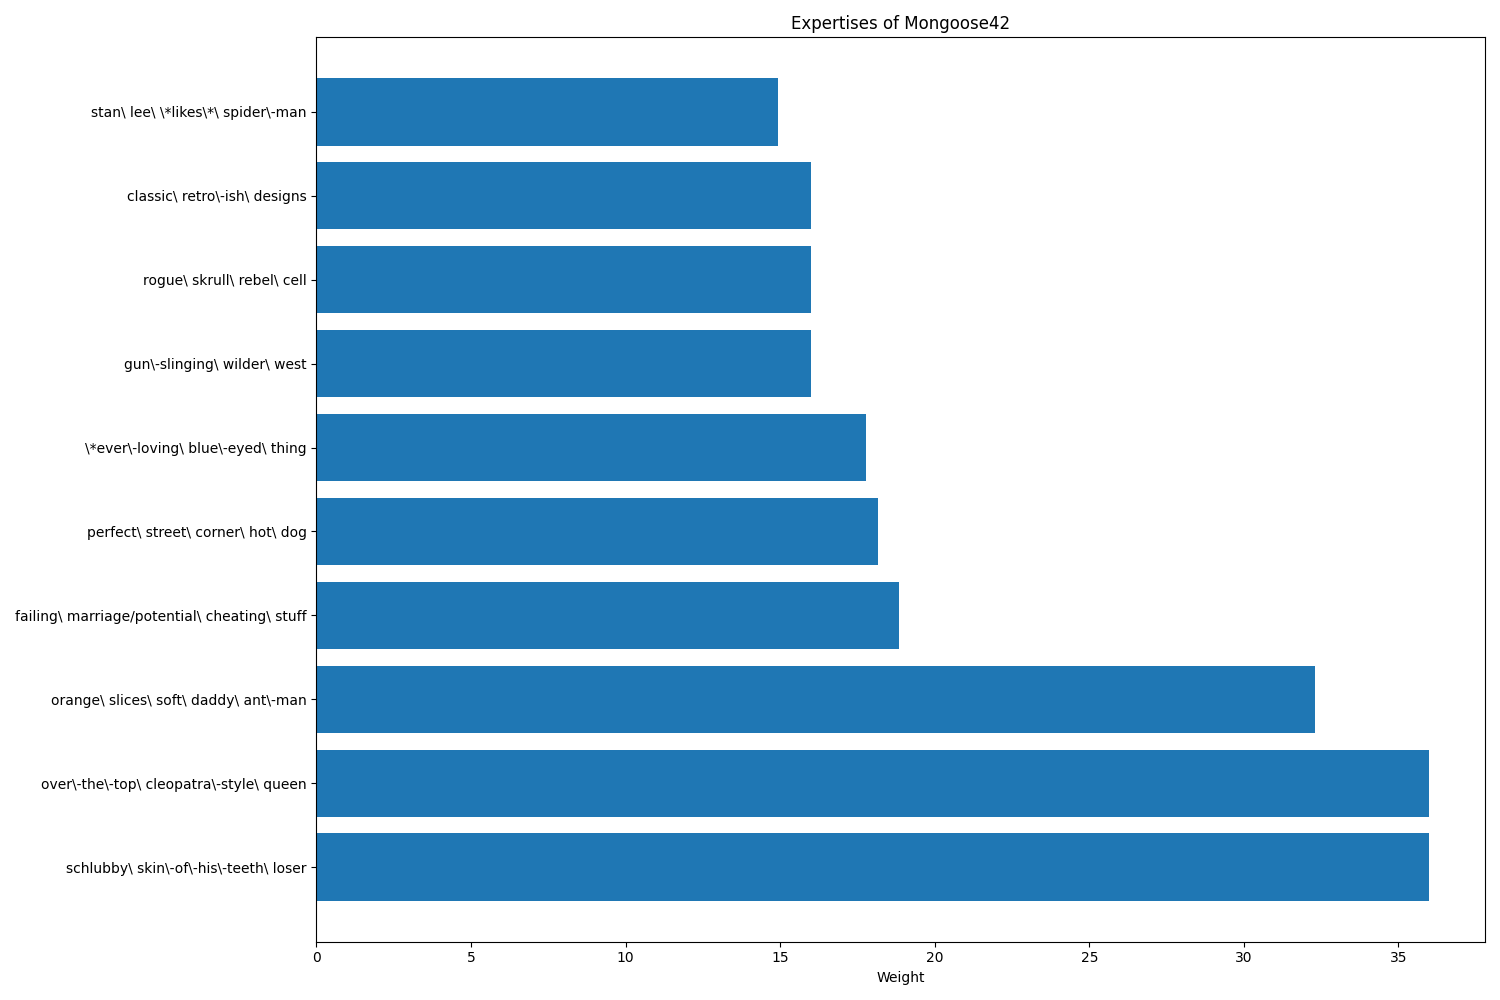 Expertises of Mongoose42
stan\ lee\ \*likes\*\ spider\-man
classic\ retro\-ish\ designs
rogue\ skrull\ rebel\ cell
gun\-slinging\ wilder\ west
\*ever\-loving\ blue\-eyed\ thing
perfect\ street\ corner\ hot\ dog
failing\ marriage/potential\ cheating\ stuff
orange\ slices\ soft\ daddy\ ant\-man
over\-the\-top\ cleopatra\-style\ queen
schlubby\ skin\-of\-his\-teeth\ loser
0 5 10 15 20 25 30 35
Weight